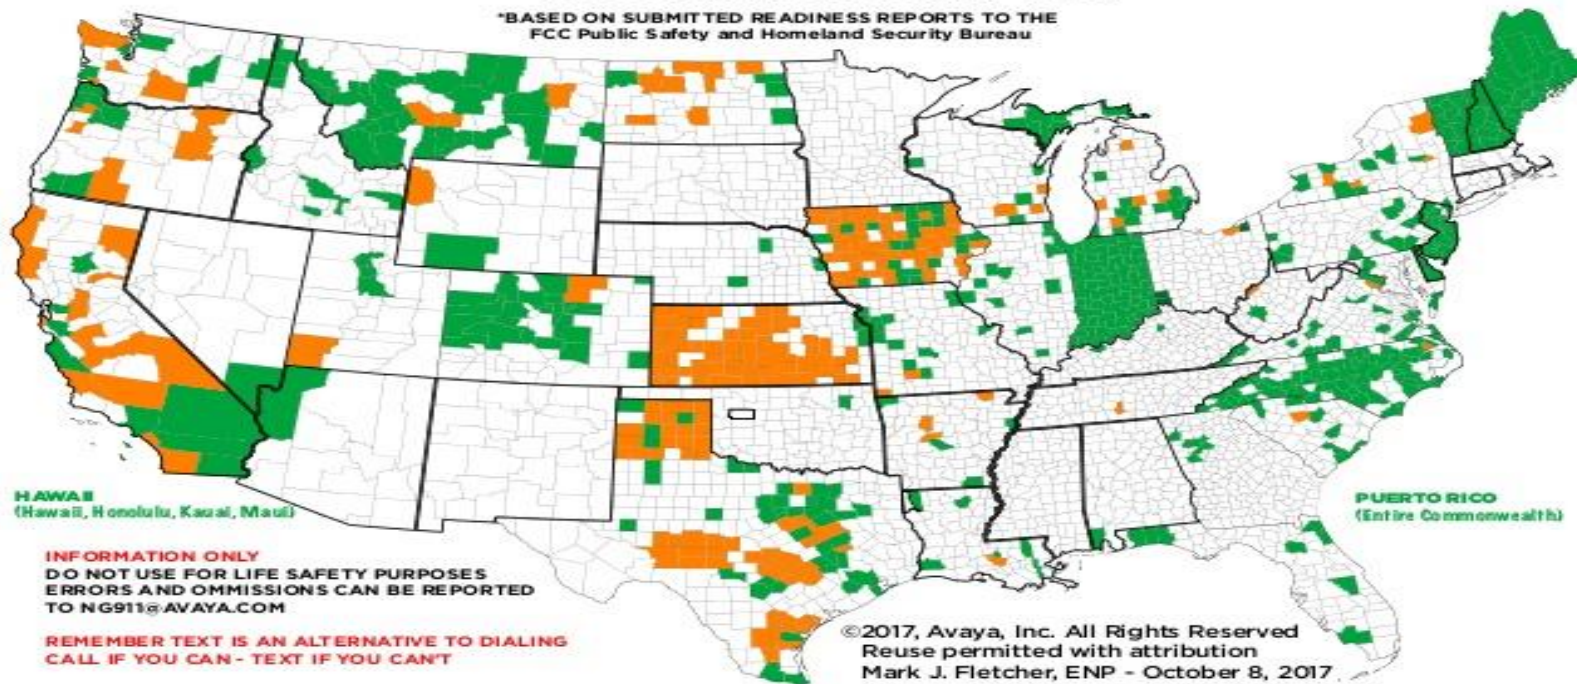 *BASED ON SUBMITTED READINESS REPORTS TO THE
FCC Public Safety and Homeland Security Bureau
HAWAII
(Hawaii, Honolulu, Kauai, Maui)
PUERTO RICO
(Entire Commonwealth)
INFORMATION ONLY
DO NOT USE FOR LIFE SAFETY PURPOSES
ERRORS AND OMMISSIONS CAN BE REPORTED
TO NG911@AVAYA.COM
REMEMBER TEXT IS AN ALTERNATIVE TO DIALING
CALL IF YOU CAN - TEXT IF YOU CAN'T
©2017, Avaya, Inc. All Rights Reserved
Reuse permitted with attribution
Mark J. Fletcher, ENP - October 8, 2017